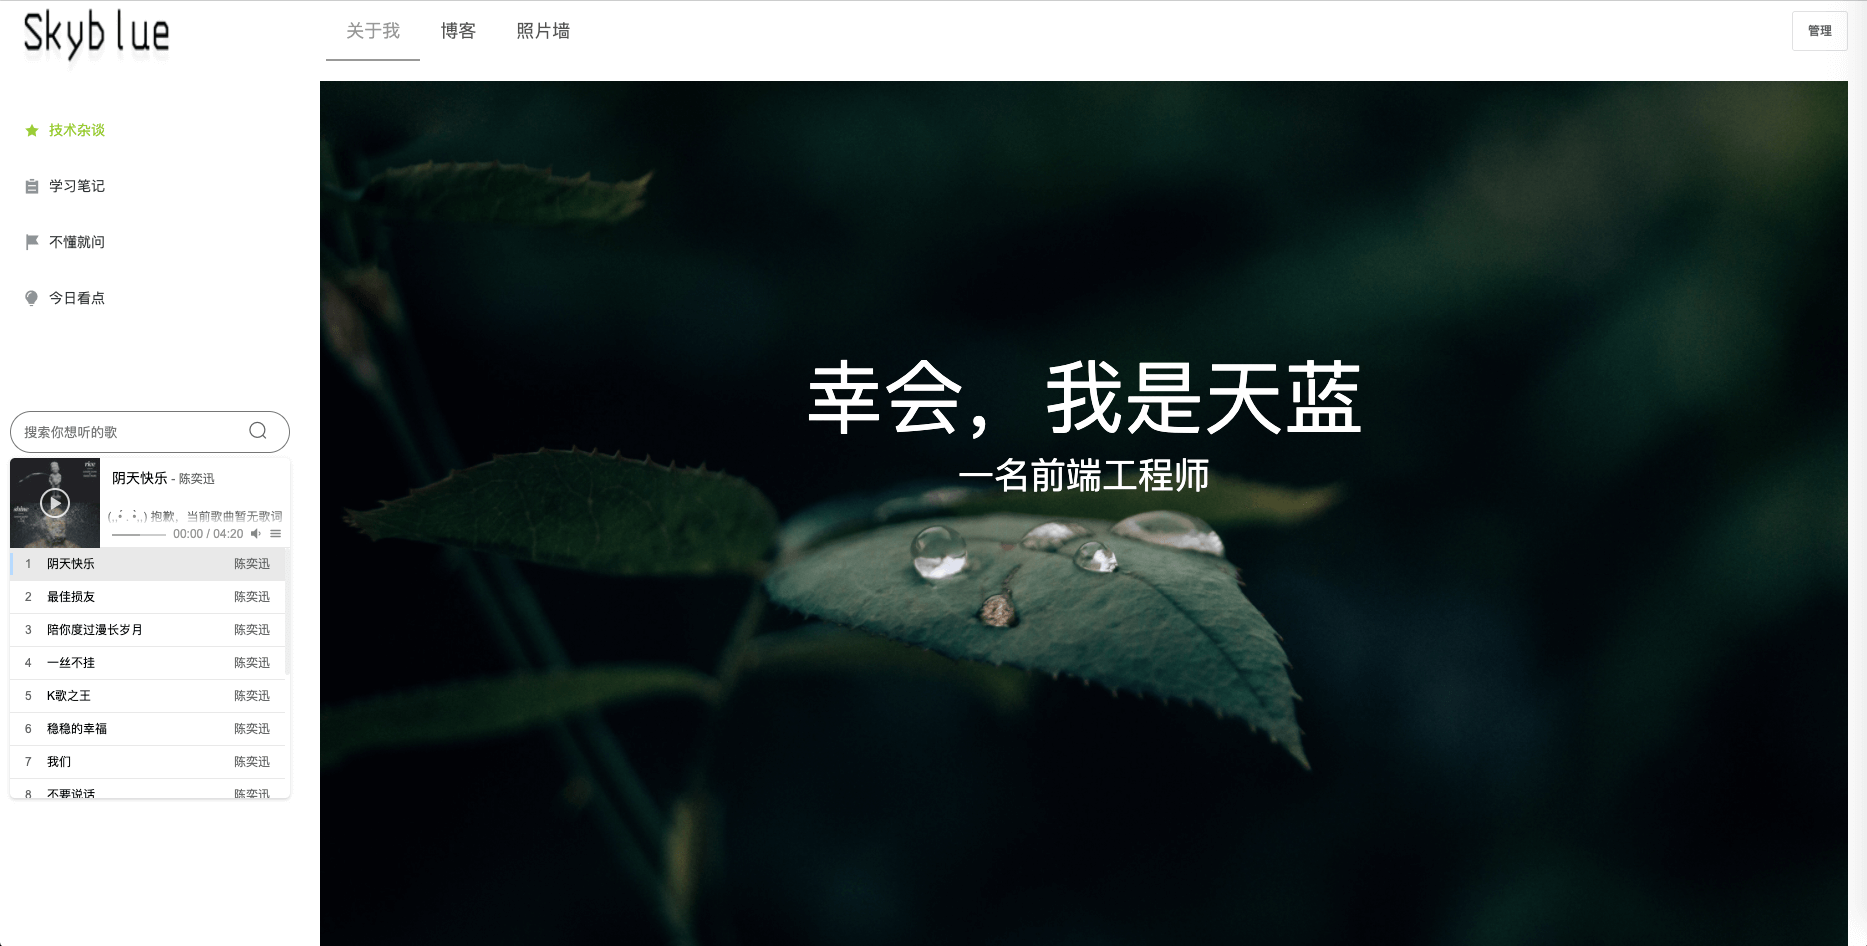 Skyblue
关于我
博客
照片墙
管理
技术杂谈
学习笔记
不懂就问
今日看点
幸会，我是天蓝
一名前端工程师
搜索你想听的歌
阴天快乐 - 陈奕迅
抱歉，当前歌曲暂无歌词
00:00 / 04:20
1 阴天快乐 陈奕迅
2 最佳损友 陈奕迅
3 陪你度过漫长岁月 陈奕迅
4 一丝不挂 陈奕迅
5 K歌之王 陈奕迅
6 稳稳的幸福 陈奕迅
7 我们 陈奕迅
8 不要说话 陈奕迅